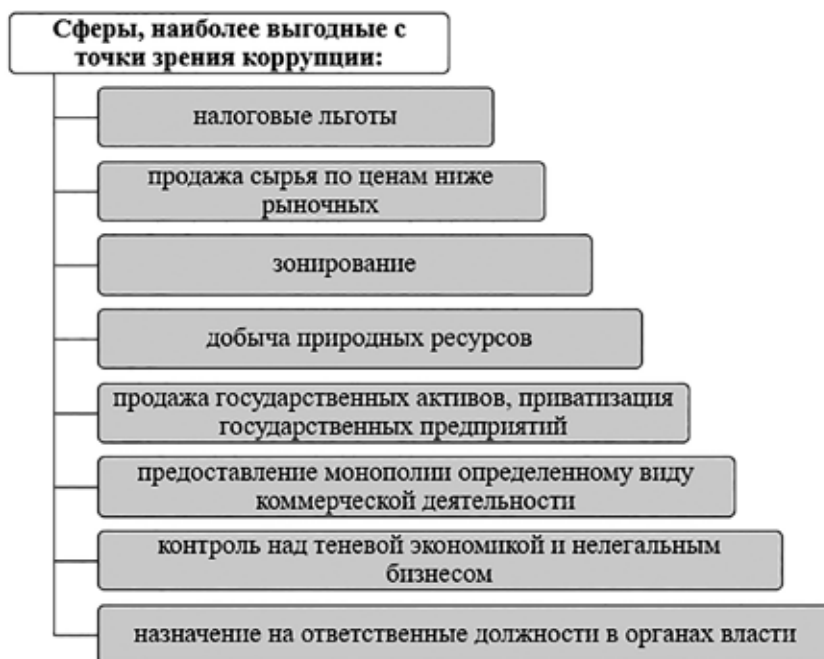 Сферы, наиболее выгодные с
точки зрения коррупции:
налоговые льготы
продажа сырья по ценам ниже
рыночных
зонирование
добыча природных ресурсов
продажа государственных активов, приватизация
государственных предприятий
предоставление монополии определенному виду
коммерческой деятельности
контроль над теневой экономикой и нелегальным
бизнесом
назначение на ответственные должности в органах власти